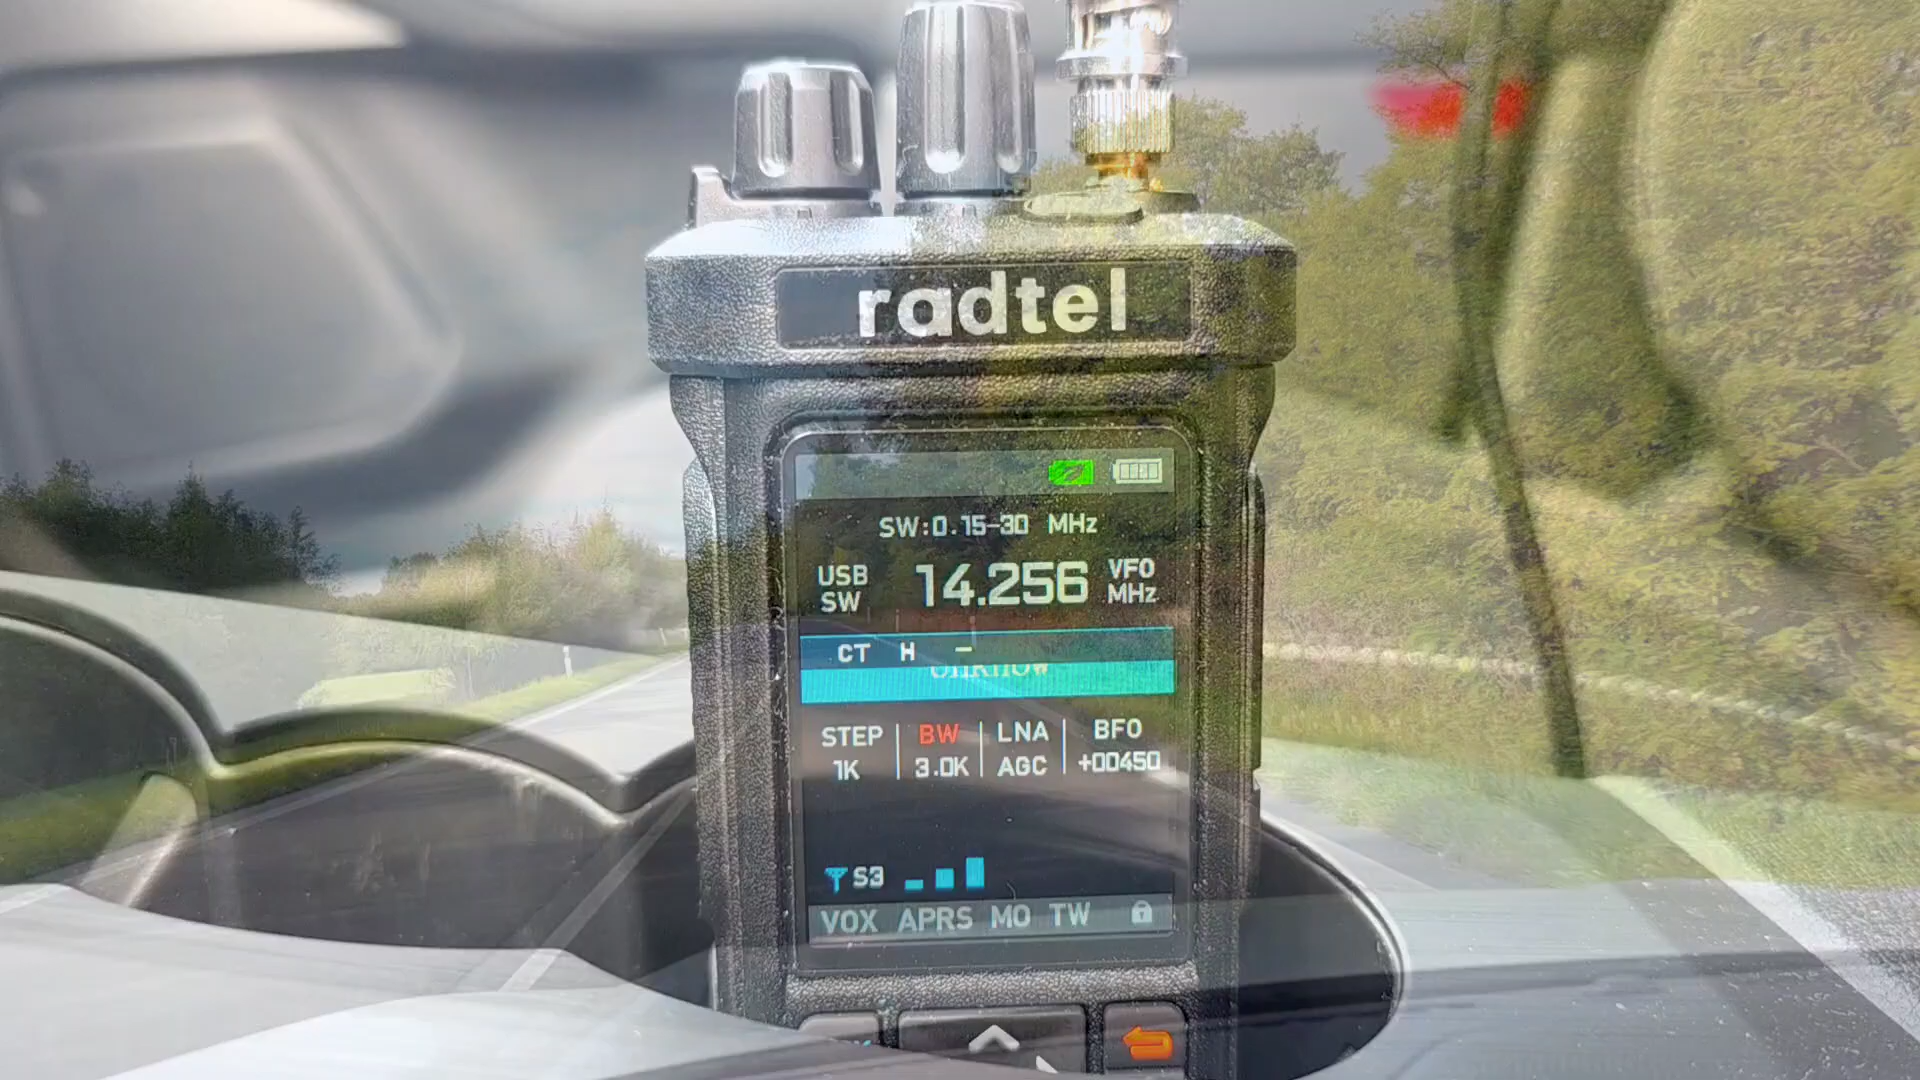 radtel
SW:0.15-30 MHz
USB 14.256 VFO
SW MHz
CT H –
Unknow
STEP BW LNA BFO
1K 3.0K AGC +00450
S3
VOX APRS MO TW